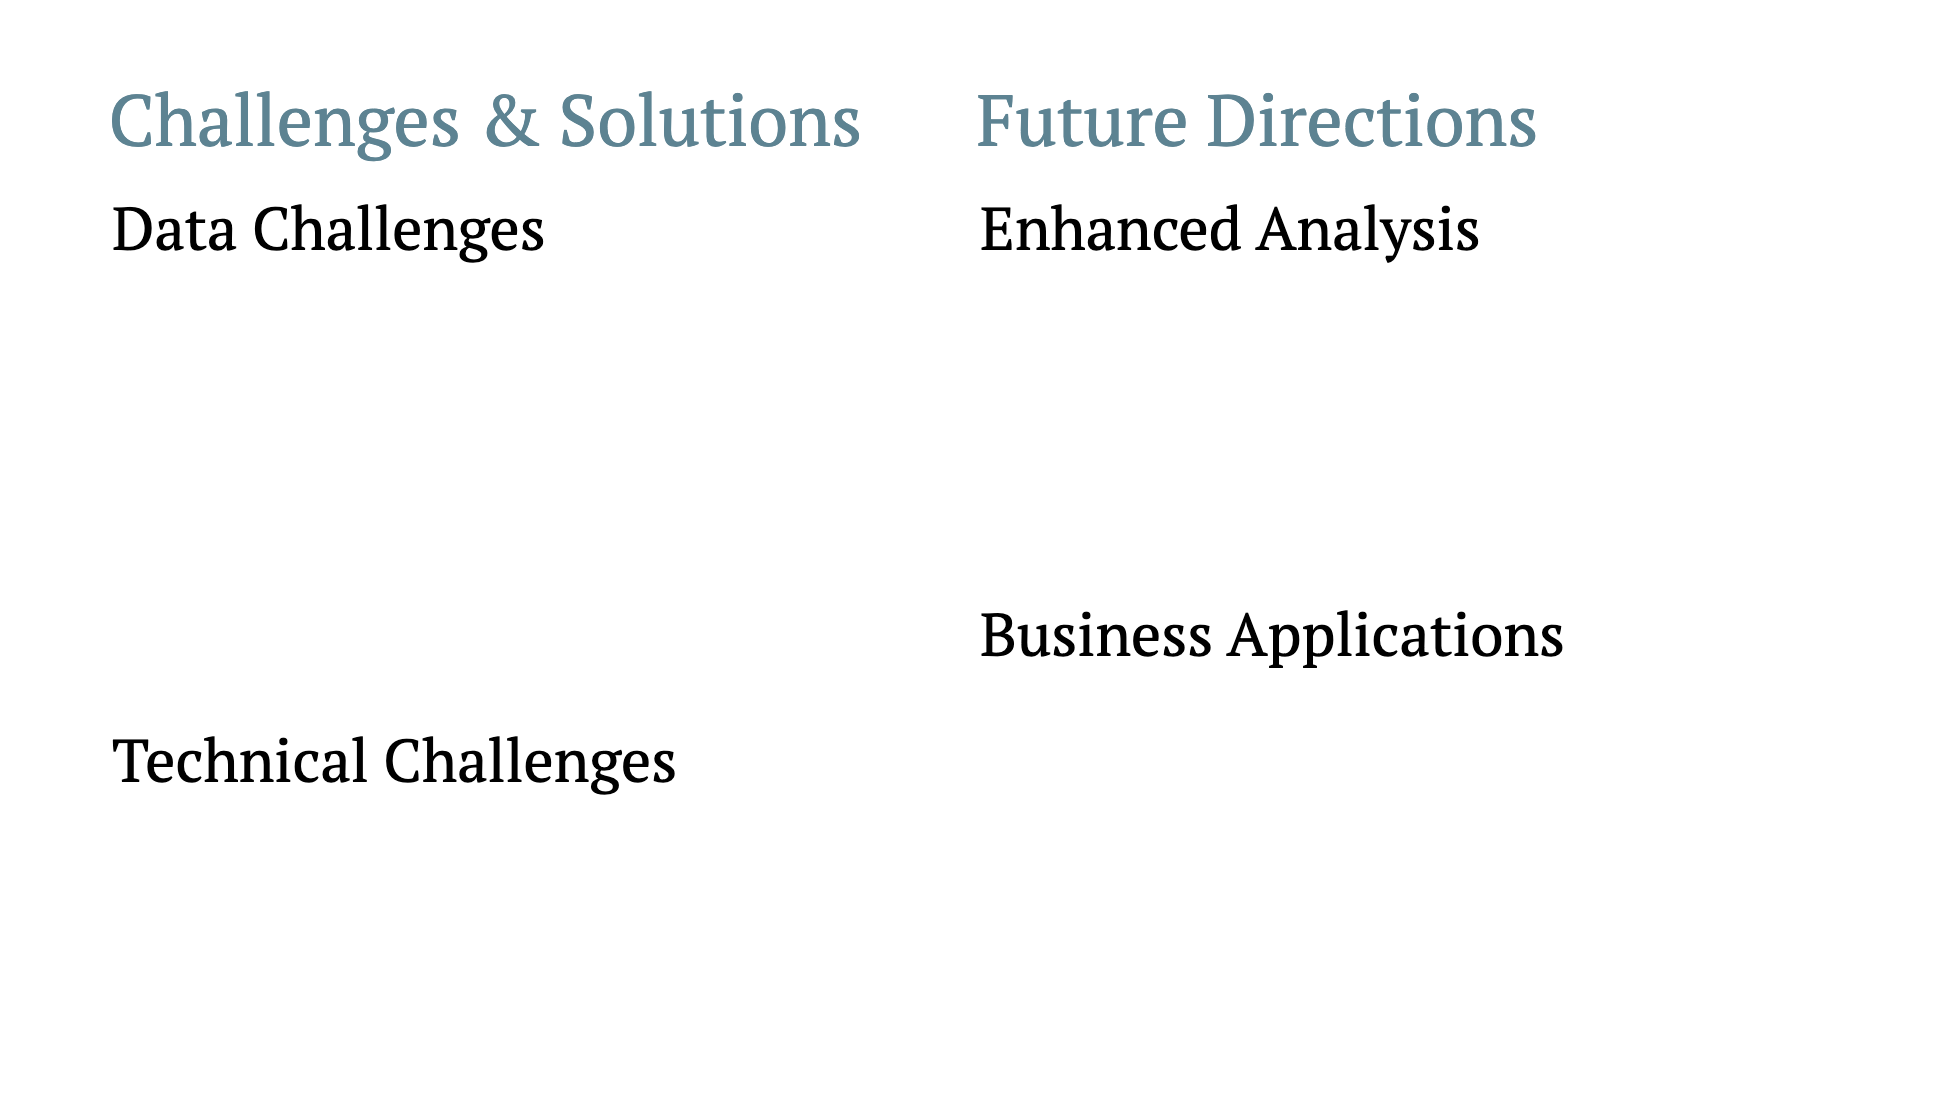 Challenges & Solutions
Data Challenges
Technical Challenges
Future Directions
Enhanced Analysis
Business Applications